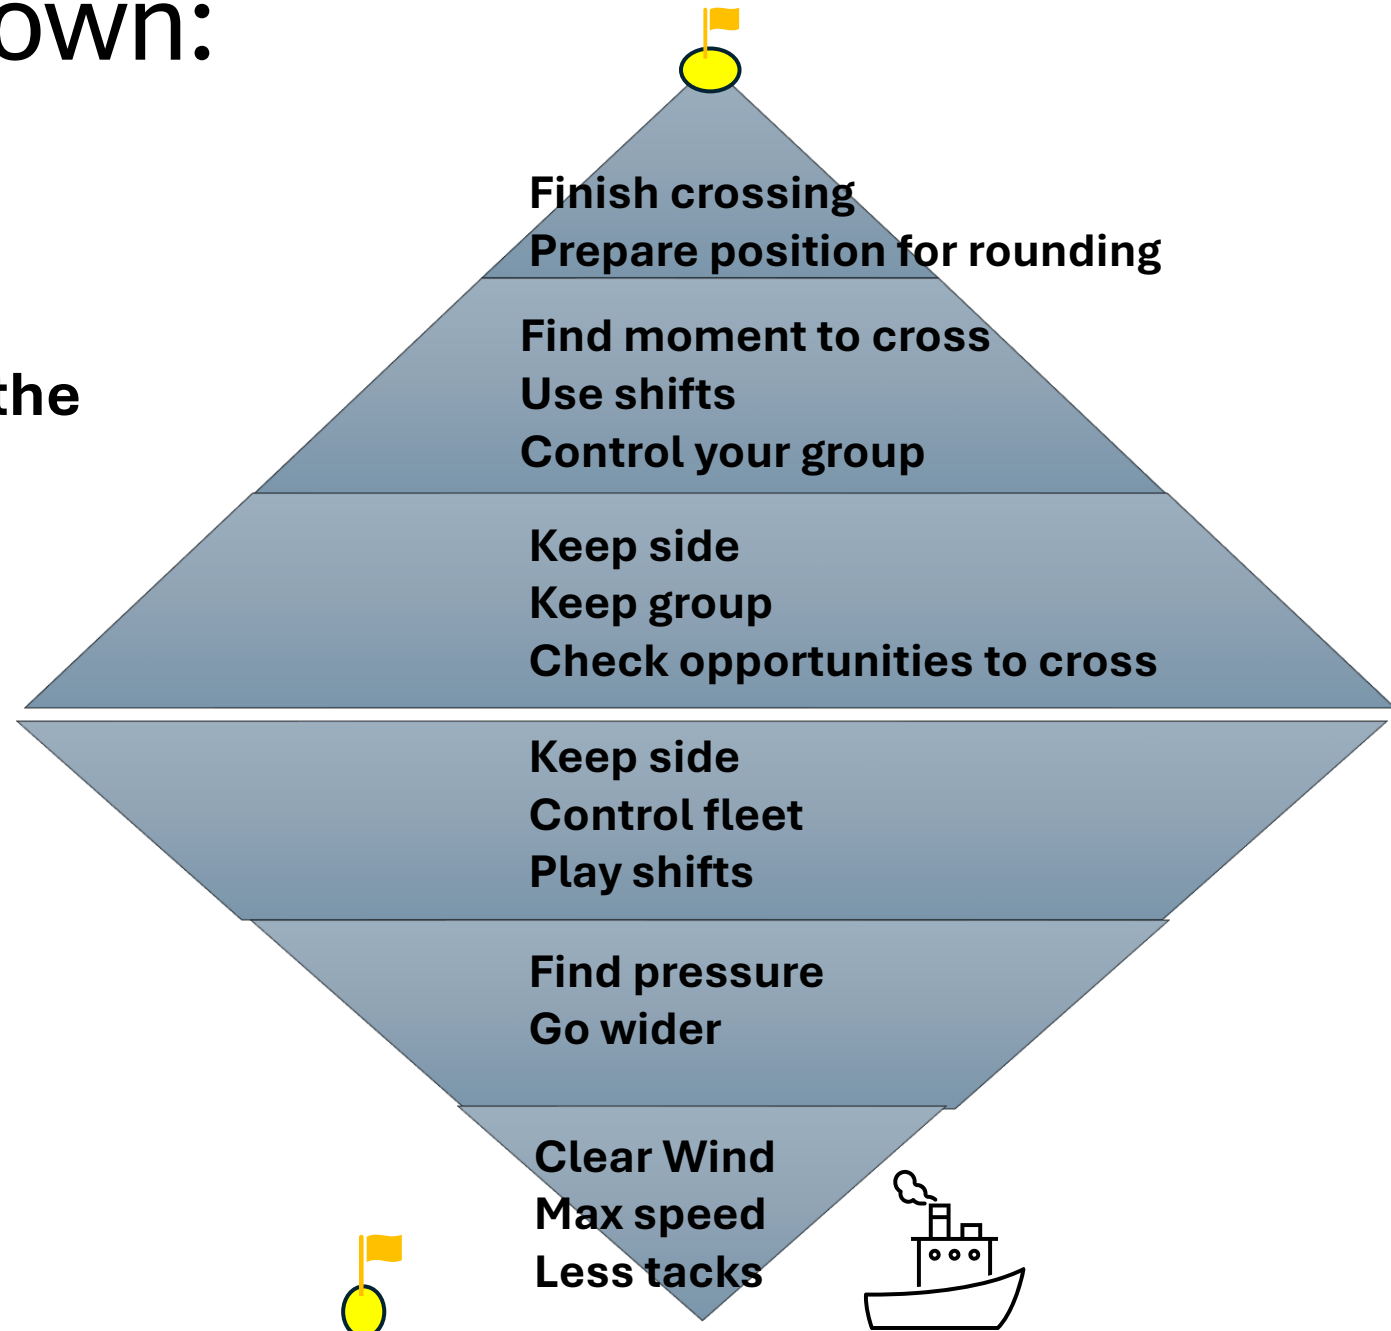 own:
Finish crossing
Prepare position for rounding
Find moment to cross
the
Use shifts
Control your group
Keep side
Keep group
Check opportunities to cross
Keep side
Control fleet
Play shifts
Find pressure
Go wider
Clear Wind
Max speed
Less tacks